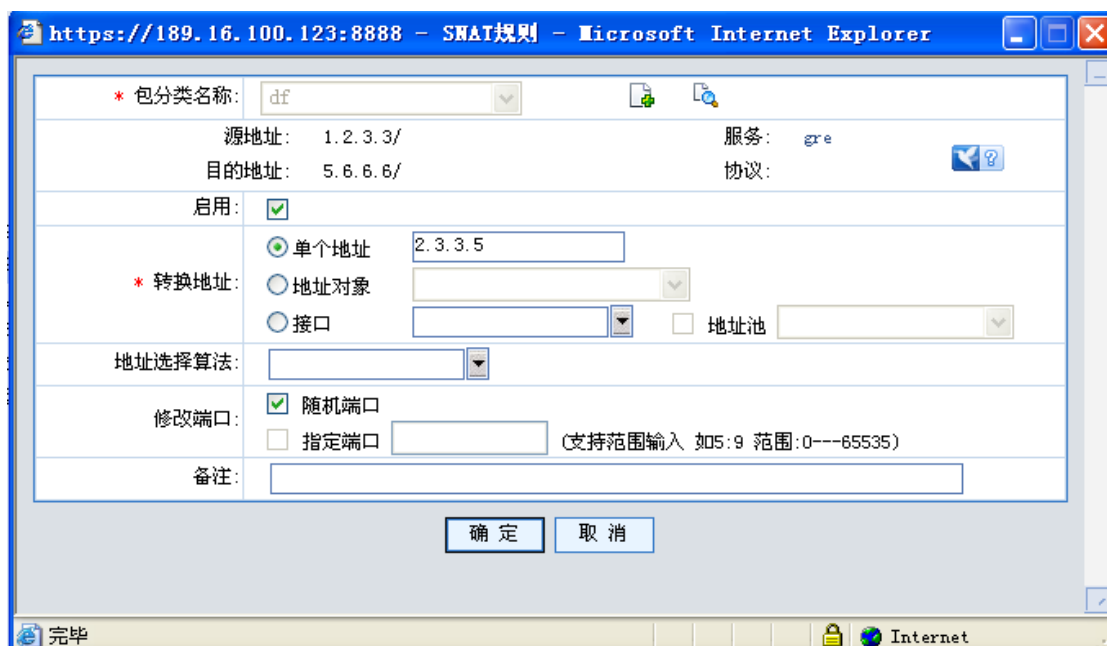 https://189.16.100.123:8888 - SNAT规则 - Microsoft Internet Explorer
* 包分类名称: df
源地址: 1.2.3.3/ 服务: gre
目的地址: 5.6.6.6/ 协议:
启用:
* 转换地址: 单个地址 2.3.3.5
地址对象
接口 地址池
地址选择算法:
修改端口: 随机端口
指定端口 (支持范围输入 如5:9 范围:0---65535)
备注:
确 定 取 消
完毕 Internet